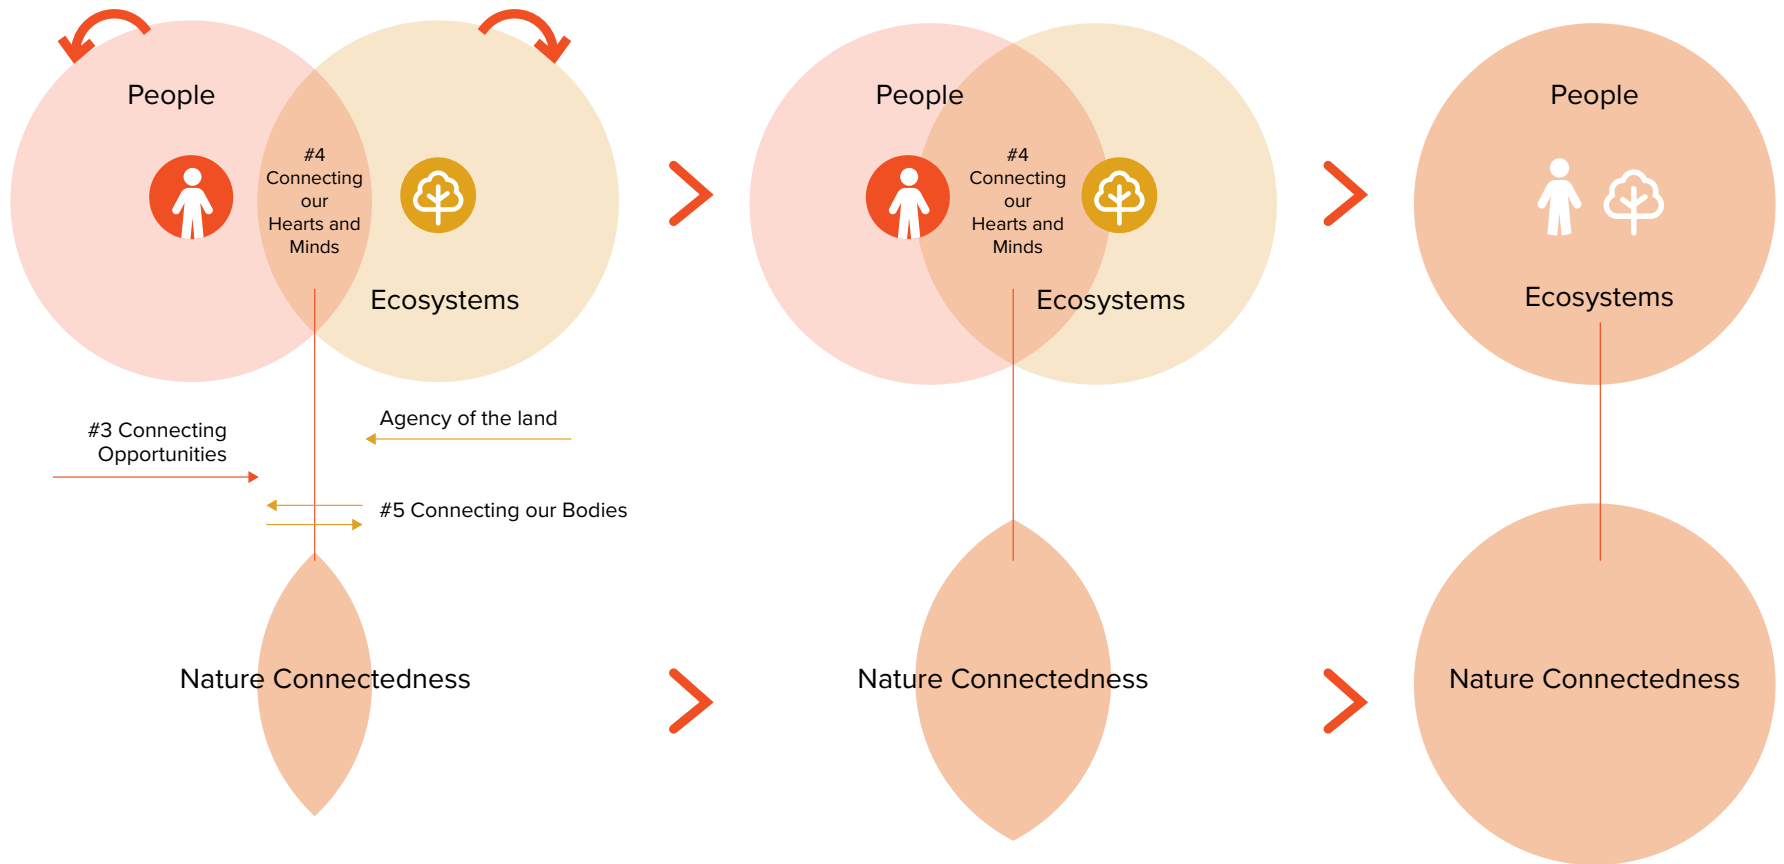 People
#4
Connecting
our
Hearts and
Minds
Ecosystems
People
#4
Connecting
our
Hearts and
Minds
Ecosystems
People
Ecosystems
#3 Connecting
Opportunities
Agency of the land
#5 Connecting our Bodies
Nature Connectedness
Nature Connectedness
Nature Connectedness